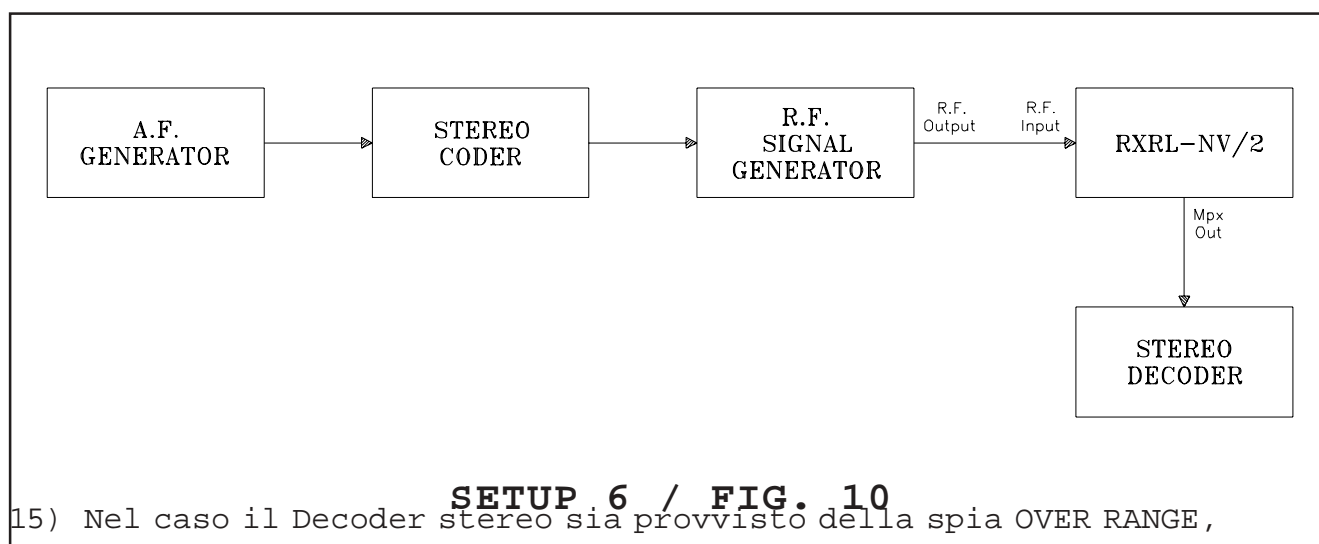 A.F.
GENERATOR
STEREO
CODER
R.F.
SIGNAL
GENERATOR
R.F.
Output
R.F.
Input
RXRL-NV/2
Mpx
Out
STEREO
DECODER
SETUP 6 / FIG. 10
15) Nel caso il Decoder stereo sia provvisto della spia OVER RANGE,